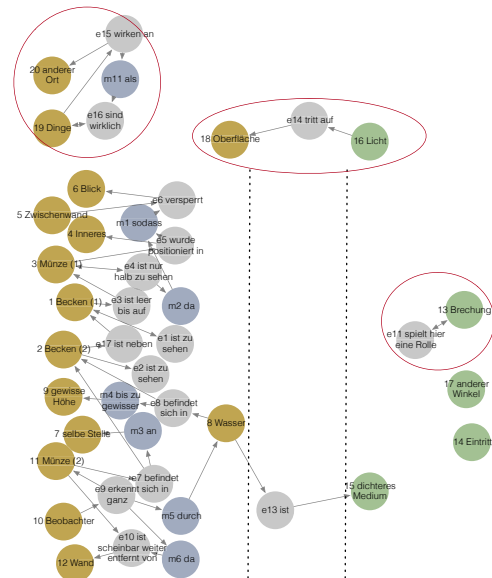 e15 wirken an
20 anderer
Ort
m11 als
19 Dinge
e16 sind
wirklich
e14 tritt auf
18 Oberfläche
16 Licht
6 Blick
e6 versperrt
5 Zwischenwand
m1 sodass
4 Inneres
e5 wurde
positioniert in
3 Münze (1)
e4 ist nur
halb zu sehen
1 Becken (1)
e3 ist leer
bis auf
m2 da
13 Brechung
e11 spielt hier
eine Rolle
e17 ist neben
e1 ist zu
sehen
2 Becken (2)
e2 ist zu
sehen
17 anderer
Winkel
9 gewisse
Höhe
m4 bis zu
gewisser
e8 befindet
sich in
8 Wasser
7 selbe Stelle
m3 an
14 Eintritt
11 Münze (2)
e7 befindet
sich in
e9 erkennt
ganz
15 dichteres
Medium
m5 durch
e13 ist
10 Beobachter
e10 ist
scheinbar weiter
entfernt von
12 Wand
m6 da